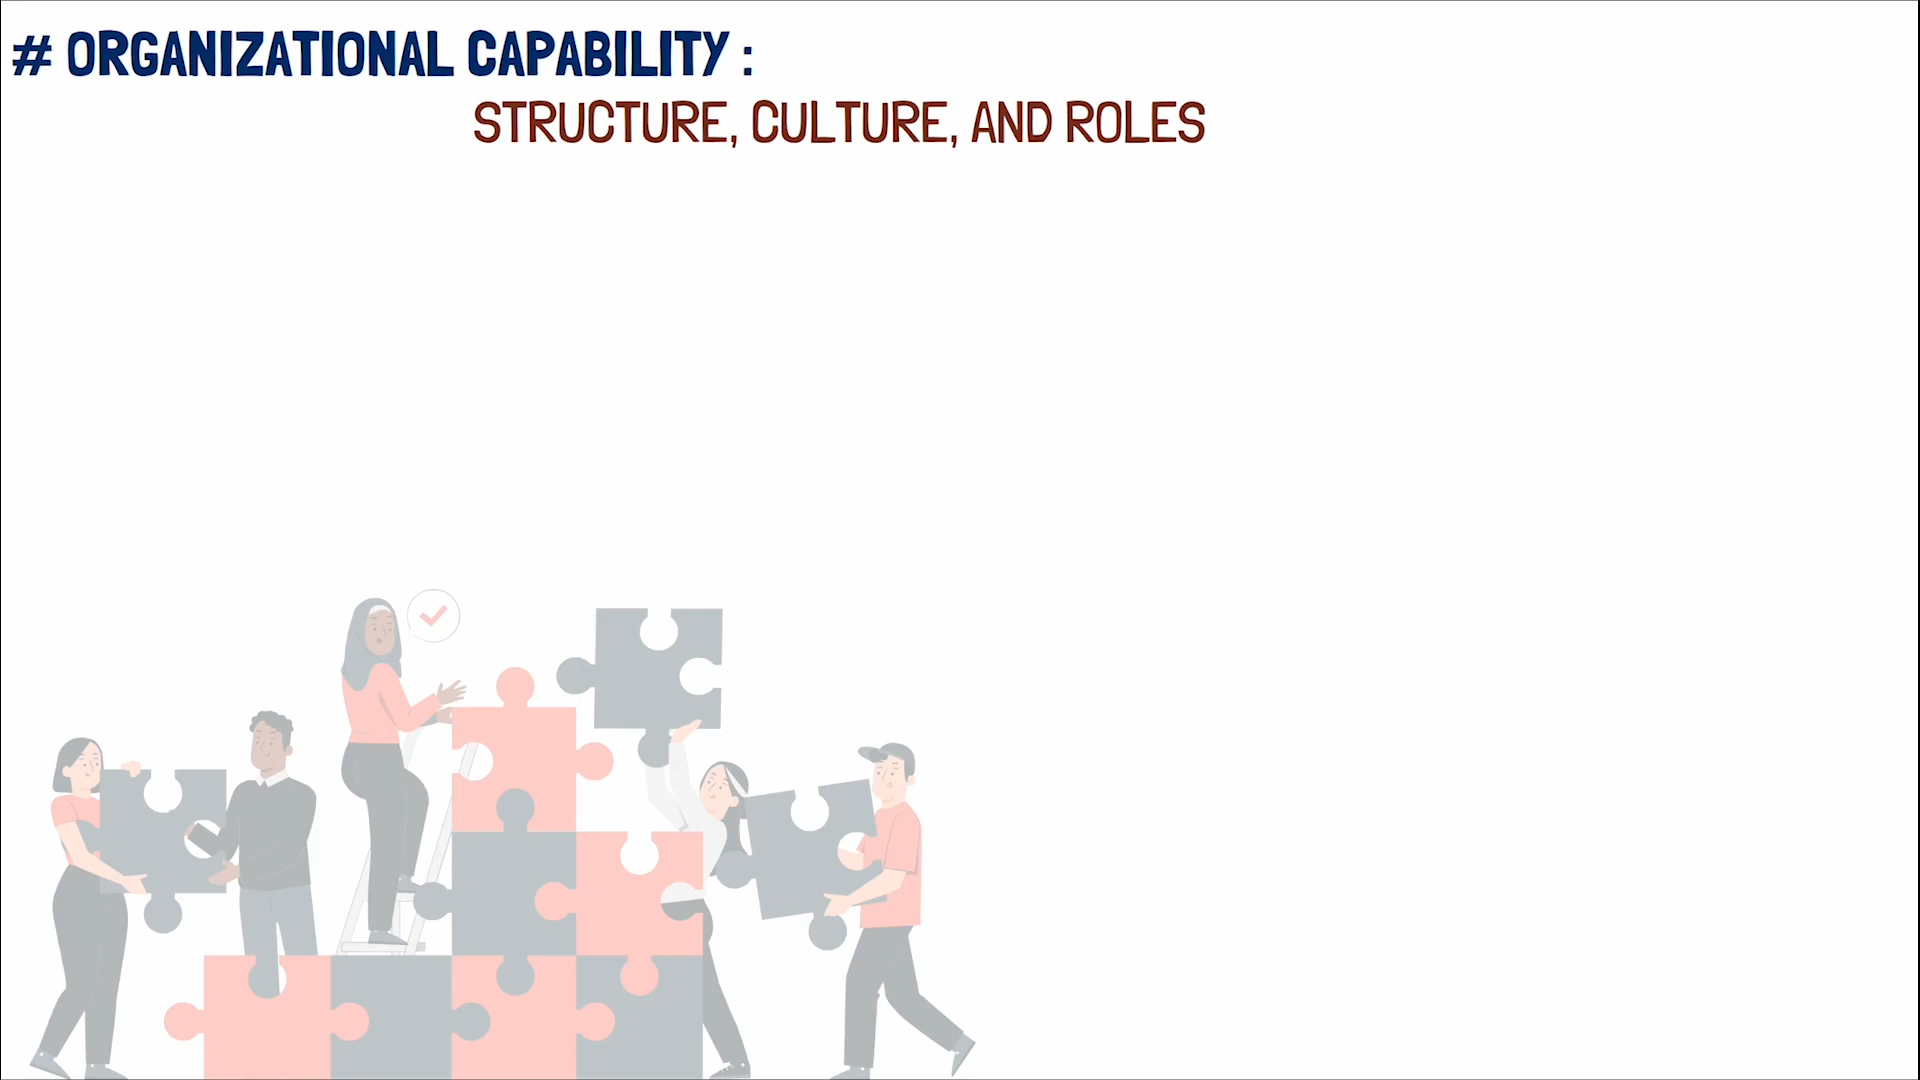 # ORGANIZATIONAL CAPABILITY :
STRUCTURE, CULTURE, AND ROLES